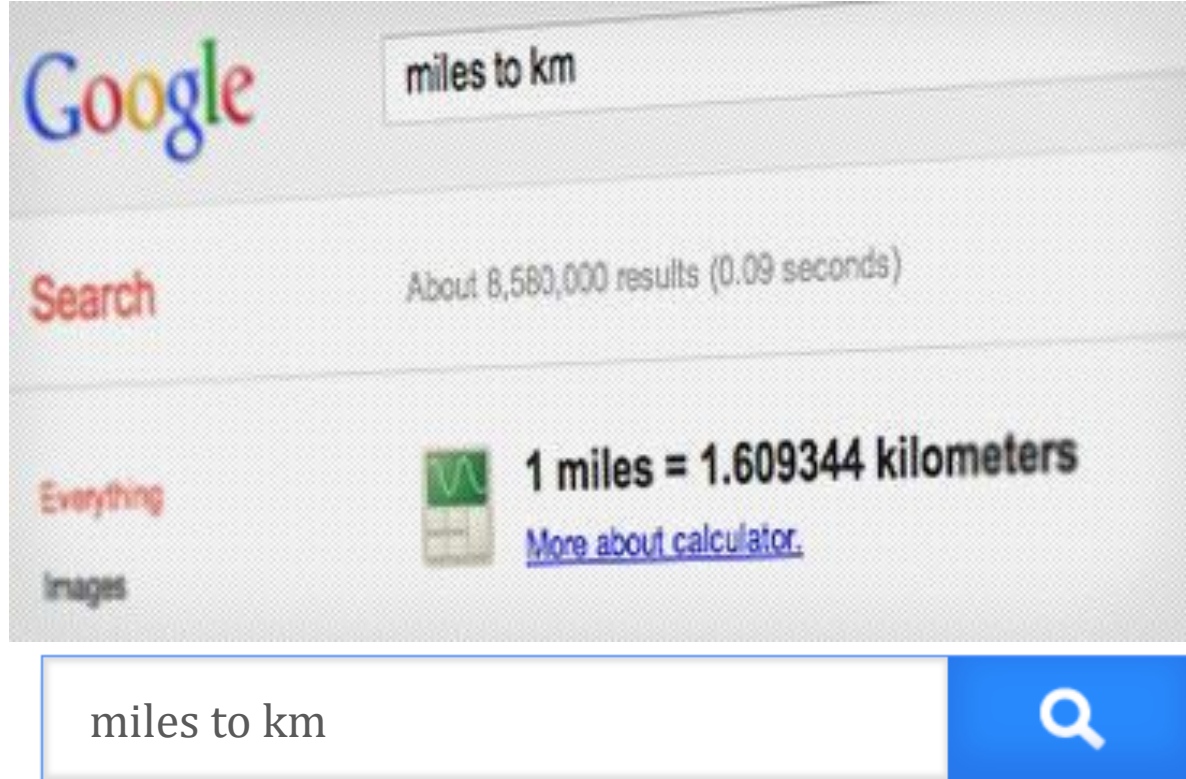 Google
miles to km
Search
About 8,580,000 results (0.09 seconds)
Everything
1 miles = 1.609344 kilometers
More about calculator.
Images
miles to km